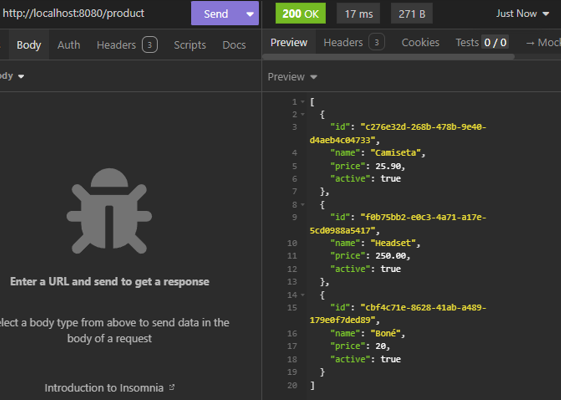 http://localhost:8080/product
Send
200 OK
17 ms
271 B
Just Now
Body
Auth
Headers 3
Scripts
Docs
Preview
Headers 3
Cookies
Tests 0 / 0
→ Mock
ody
Preview
1 [
2 {
3 "id": "c276e32d-268b-478b-9e40-
d4aeb4c04733",
4 "name": "Camiseta",
5 "price": 25.90,
6 "active": true
7 },
8 {
9 "id": "f0b75bb2-e0c3-4a71-a17e-
5cd0988a5417",
10 "name": "Headset",
11 "price": 250.00,
12 "active": true
13 },
14 {
15 "id": "cbf4c71e-8628-41ab-a489-
179e0f7ded89",
16 "name": "Boné",
17 "price": 20,
18 "active": true
19 }
20 ]
Enter a URL and send to get a response
elect a body type from above to send data in the
body of a request
Introduction to Insomnia